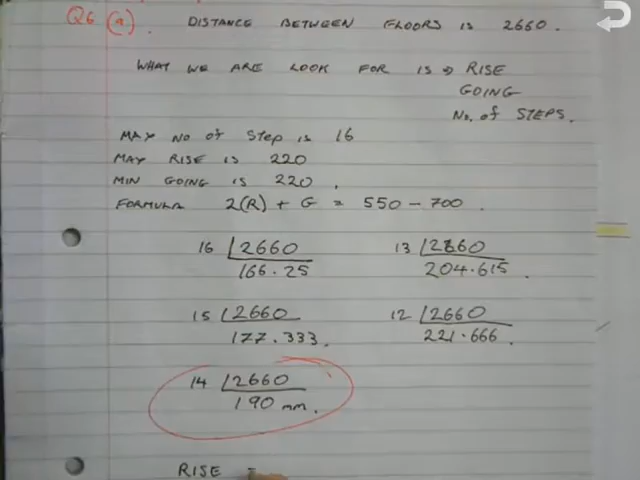 Q6 (a). DISTANCE BETWEEN FLOORS IS 2660.
WHAT WE ARE LOOK FOR IS → RISE
GOING
No. of STEPS.
MAX No of Step is 16
MAX RISE IS 220
MIN GOING IS 220.
FORMULA 2(R) + G = 550 - 700.
16 2660 13 2660
166.25 204.615.
15 2660 12 2660
177.333. 221.666.
14 2660
190 mm.
RISE =